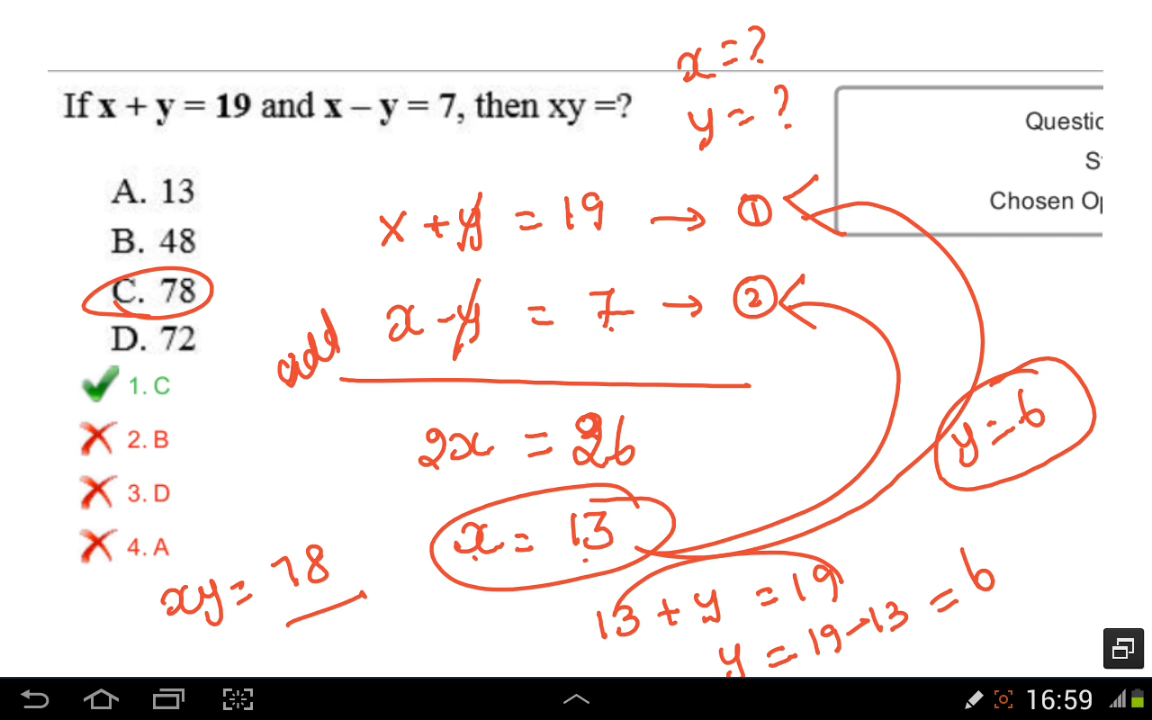 x = ?
If x + y = 19 and x – y = 7, then xy =?
y = ?
Questic
S
Chosen O
A. 13
B. 48
C. 78
D. 72
x + y = 19 → ①
x - y = 7 → ②
add
2x = 26
x = 13
y = 6
1. C
2. B
3. D
4. A
xy = 78
13 + y = 19
y = 19 - 13 = 6
16:59